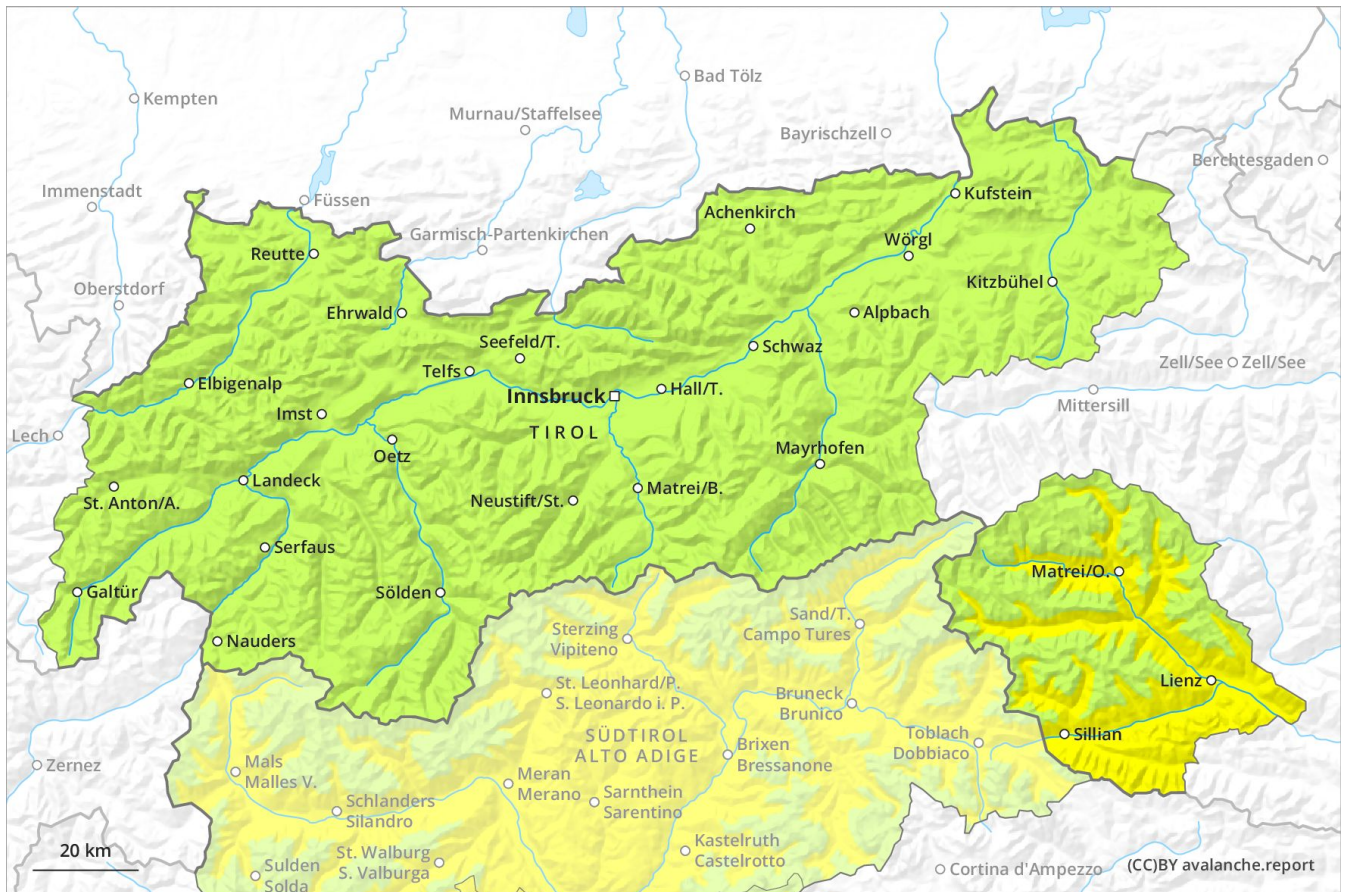 Bad Tölz
Kempten
Murnau/Staffelsee
Bayrischzell
Berchtesgaden
Immenstadt
Füssen
Kufstein
Achenkirch
Garmisch-Partenkirchen
Wörgl
Reutte
Oberstdorf
Kitzbühel
Ehrwald
Alpbach
Seefeld/T.
Schwaz
Zell/See
Zell/See
Telfs
Elbigenalp
Hall/T.
Innsbruck
Mittersill
Imst
TIROL
Lech
Oetz
Mayrhofen
Landeck
Matrei/B.
St. Anton/A.
Neustift/St.
Serfaus
Matrei/O.
Galtür
Sölden
Sand/T.
Campo Tures
Sterzing
Vipiteno
Nauders
Lienz
St. Leonhard/P.
S. Leonardo i. P.
Bruneck
Brunico
SÜDTIROL
ALTO ADIGE
Toblach
Dobbiaco
Sillian
Brixen
Bressanone
Zernez
Mals
Malles V.
Meran
Merano
Sarnthein
Sarentino
Schlanders
Silandro
Kastelruth
Castelrotto
20 km
St. Walburg
S. Valburga
Sulden
Solda
Cortina d'Ampezzo
(CC)BY avalanche.report